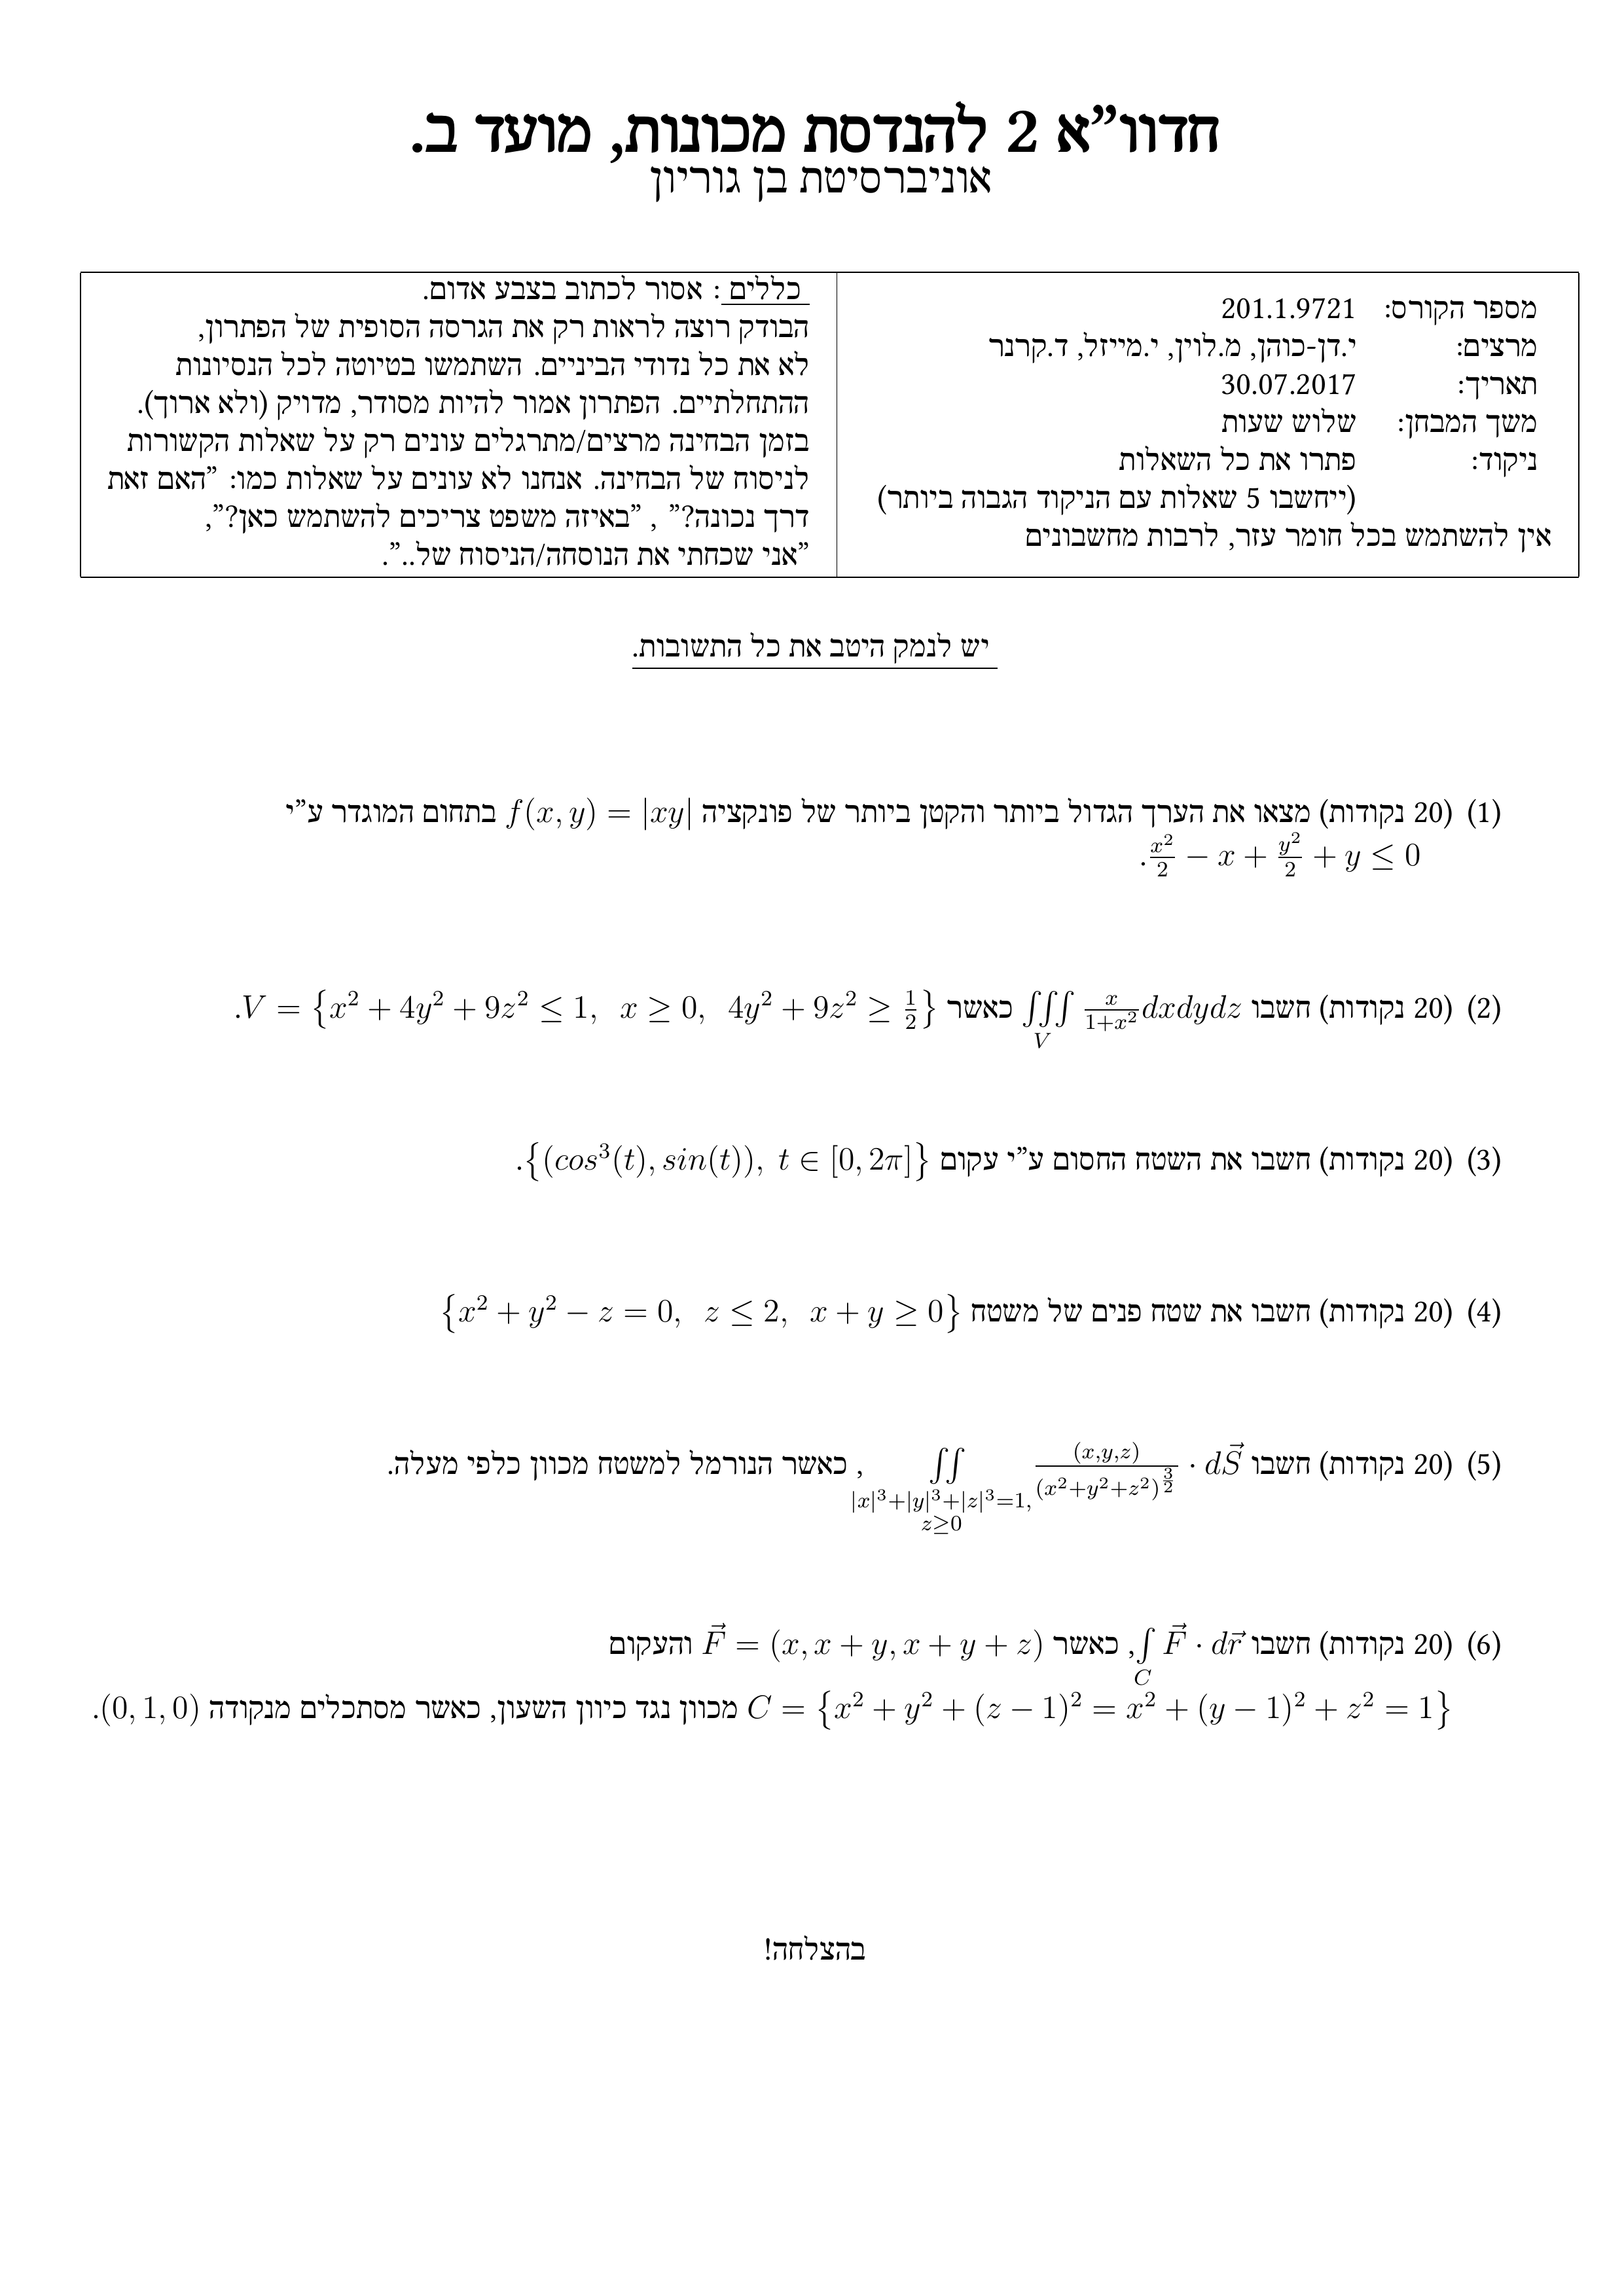 חדוו”א 2 להנדסת מכונות, מועד ב.
אוניברסיטת בן גוריון
מספר הקורס: 201.1.9721
מרצים: י.דן-כוהן, מ.לוין, י.מייזל, ד.קרנר
תאריך: 30.07.2017
משך המבחן: שלוש שעות
ניקוד: פתרו את כל השאלות
(ייחשבו 5 שאלות עם הניקוד הגבוה ביותר)
אין להשתמש בכל חומר עזר, לרבות מחשבונים
כללים : אסור לכתוב בצבע אדום.
הבודק רוצה לראות רק את הגרסה הסופית של הפתרון,
לא את כל נדודי הביניים. השתמשו בטיוטה לכל הנסיונות
ההתחלתיים. הפתרון אמור להיות מסודר, מדויק (ולא ארוך).
בזמן הבחינה מרצים/מתרגלים עונים רק על שאלות הקשורות
לניסוח של הבחינה. אנחנו לא עונים על שאלות כמו: ”האם זאת
דרך נכונה?” , ”באיזה משפט צריכים להשתמש כאן?”,
”אני שכחתי את הנוסחה/הניסוח של..”.
יש לנמק היטב את כל התשובות.
(1) (20 נקודות) מצאו את הערך הגדול ביותר והקטן ביותר של פונקציה $f(x,y) = |xy|$ בתחום המוגדר ע”י
$\frac{x^2}{2} - x + \frac{y^2}{2} + y \leq 0$.
(2) (20 נקודות) חשבו $\iiint\limits_V \frac{x}{1+x^2}dxdydz$ כאשר $V = \{x^2 + 4y^2 + 9z^2 \leq 1, \ x \geq 0, \ 4y^2 + 9z^2 \geq \frac{1}{2}\}$.
(3) (20 נקודות) חשבו את השטח החסום ע”י עקום $\{(cos^3(t), sin(t)), \ t \in [0, 2\pi]\}$.
(4) (20 נקודות) חשבו את שטח פנים של משטח $\{x^2 + y^2 - z = 0, \ z \leq 2, \ x + y \geq 0\}$
(5) (20 נקודות) חשבו $\iint\limits_{|x|^3+|y|^3+|z|^3=1, z \geq 0} \frac{(x,y,z)}{(x^2+y^2+z^2)^{\frac{3}{2}}} \cdot d\vec{S}$ , כאשר הנורמל למשטח מכוון כלפי מעלה.
(6) (20 נקודות) חשבו $\int\limits_C \vec{F} \cdot d\vec{r}$, כאשר $\vec{F} = (x, x + y, x + y + z)$ והעקום
$C = \{x^2 + y^2 + (z - 1)^2 = x^2 + (y - 1)^2 + z^2 = 1\}$ מכוון נגד כיוון השעון, כאשר מסתכלים מנקודה $(0, 1, 0)$.
בהצלחה!